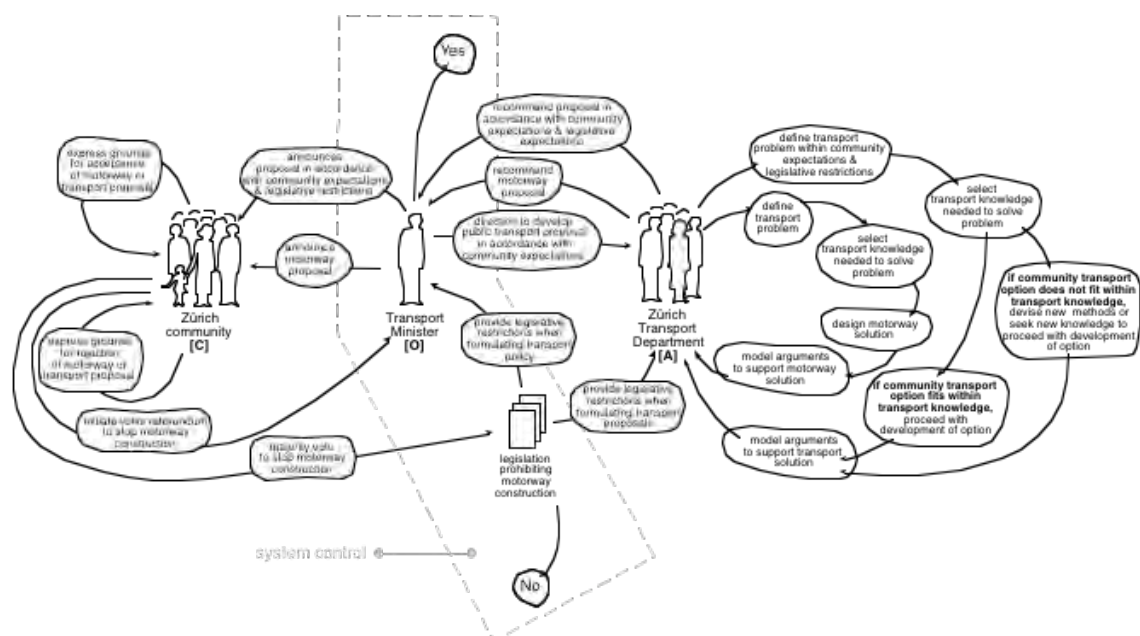 Yes
recommend proposal in
accordance with community
expectations & legislative
expectations
express grounds
for acceptance
of motorway or
transport proposals
announces
proposal in accordance
with community expectations
& legislative restrictions
recommend
motorway
proposal
define transport
problem within community
expectations &
legislative restrictions
select
transport knowledge
needed to solve
problem
define
transport
problem
direction to develop
public transport proposal
in accordance with
community expectations
select
transport knowledge
needed to solve
problem
announce
motorway
proposal
if community transport
option does not fit within
transport knowledge,
devise new methods or
seek new knowledge to
proceed with development
of option
Zürich
community
[C]
Transport
Minister
[O]
Zürich
Transport
Department
[A]
design motorway
solution
provide legislative
restrictions when
formulating transport
policy
express grounds
for rejection
of motorway or
transport proposal
model arguments
to support motorway
solution
if community transport
option fits within
transport knowledge,
proceed with
development of option
provide legislative
restrictions when
formulating transport
proposals
initiate voter referendum
to stop motorway
construction
majority vote
to stop motorway
construction
model arguments
to support transport
solution
legislation
prohibiting
motorway
construction
system control
No